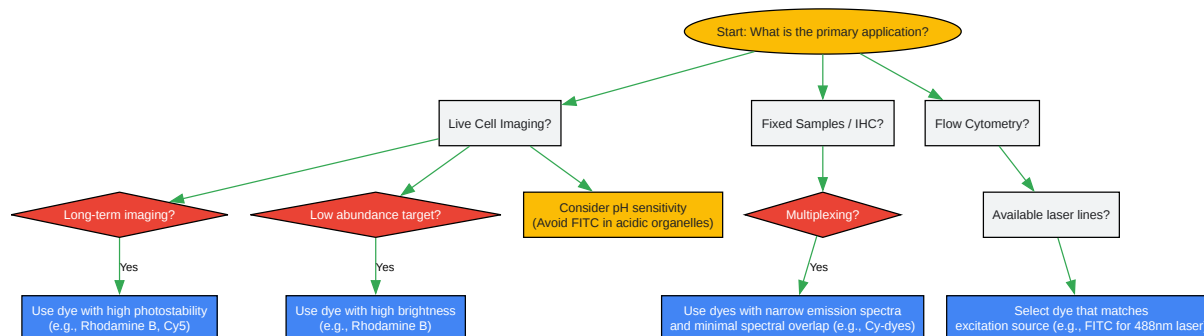 Start: What is the primary application?
Live Cell Imaging?
Fixed Samples / IHC?
Flow Cytometry?
Long-term imaging?
Low abundance target?
Consider pH sensitivity
(Avoid FITC in acidic organelles)
Multiplexing?
Available laser lines?
Yes
Yes
Yes
Use dye with high photostability
(e.g., Rhodamine B, Cy5)
Use dye with high brightness
(e.g., Rhodamine B)
Use dyes with narrow emission spectra
and minimal spectral overlap (e.g., Cy-dyes)
Select dye that matches
excitation source (e.g., FITC for 488nm laser